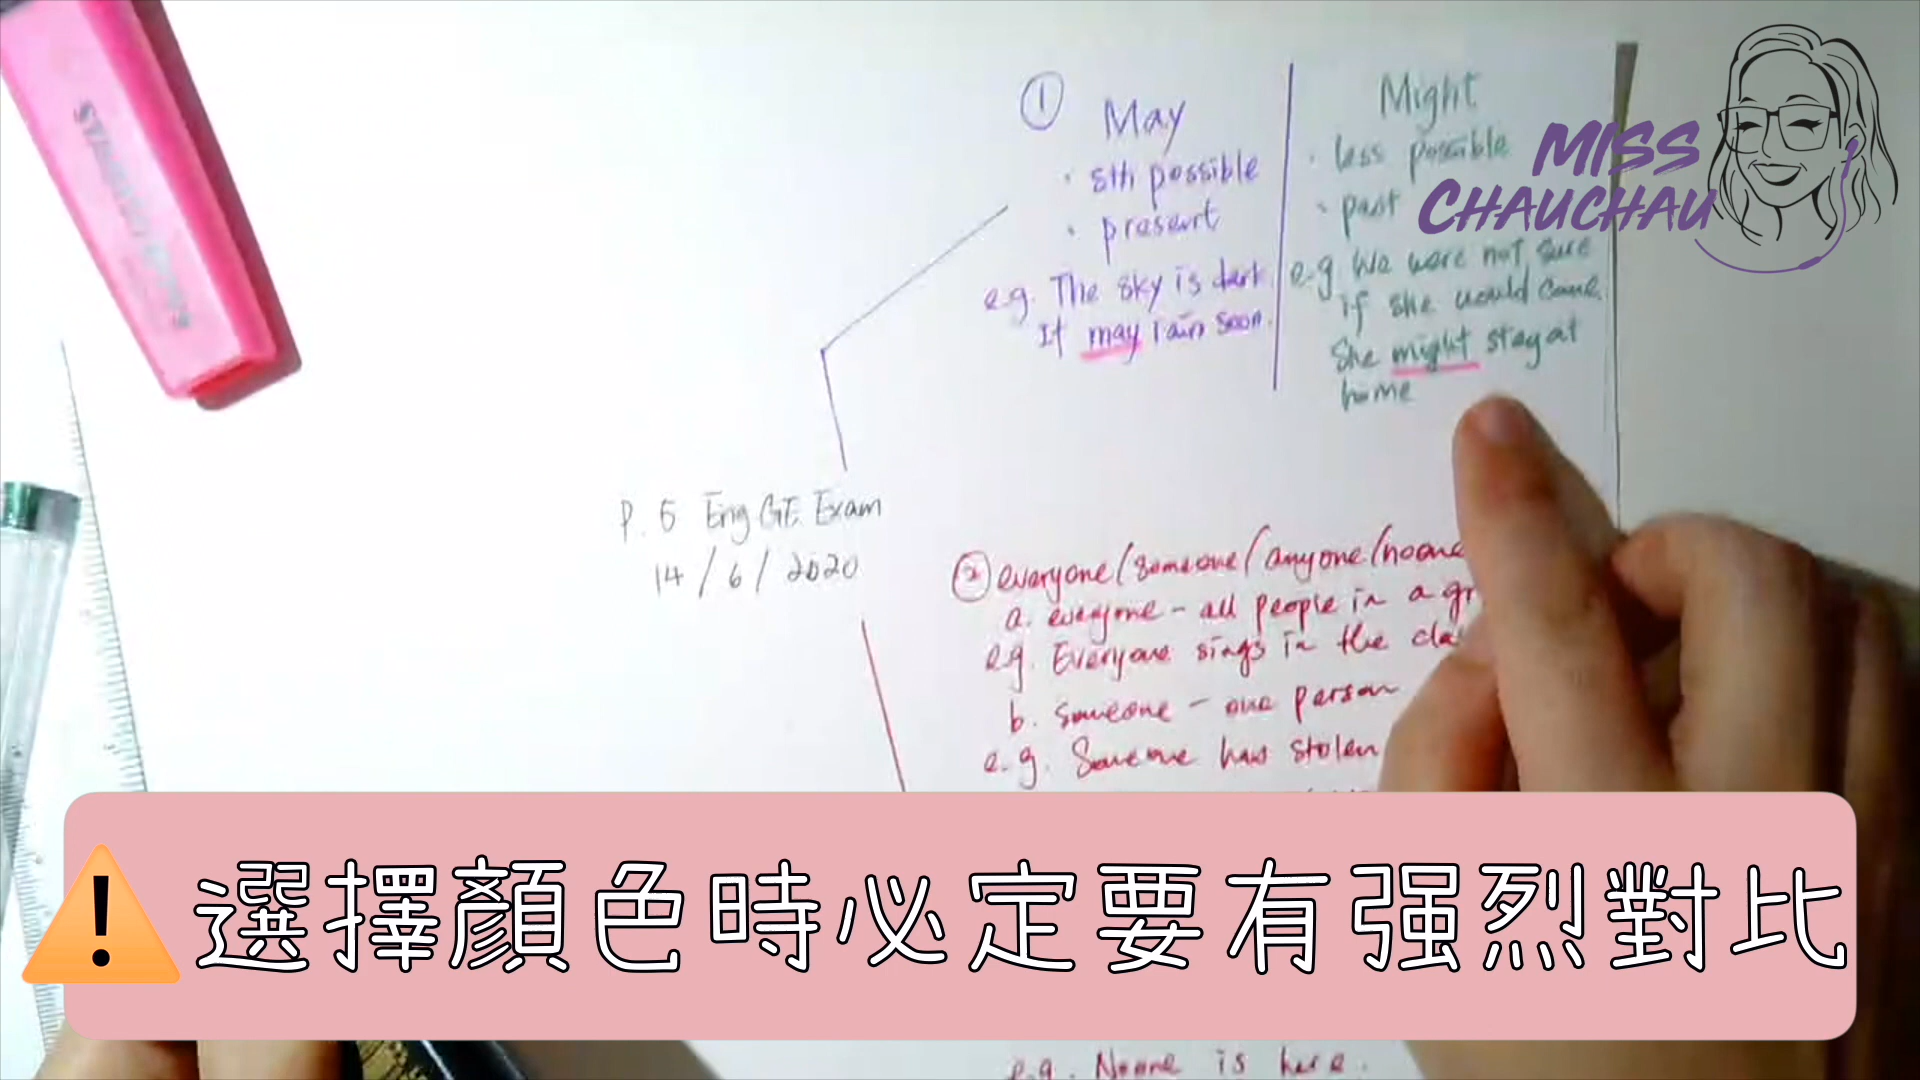 STABILO BOSS
①
May
· sth possible
· present
e.g. The sky is dark.
It may rain soon.
Might
· less possible
· past
e.g. We were not sure
if she would come.
She might stay at
home
MISS
CHAUCHAU
P. 5 Eng GE. Exam
14 / 6 / 2020
② everyone / someone / anyone / noone
a. everyone - all people in a gr
e.g. Everyone sings in the cla
b. someone - one person
e.g. Someone has stolen
選擇顏色時必定要有强烈對比
e.g. Noone is here.